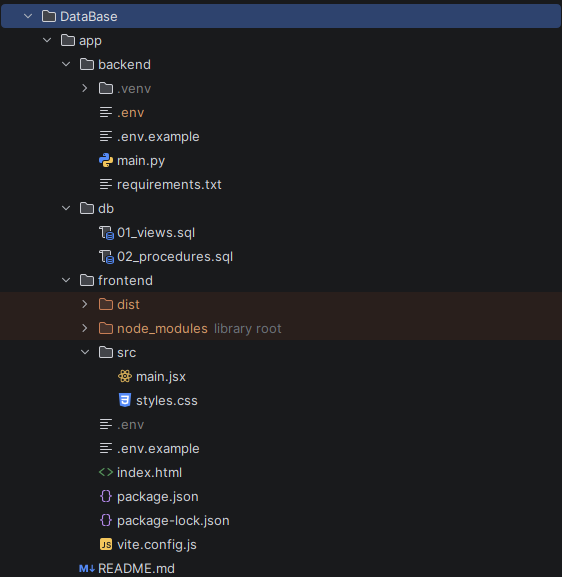 DataBase
app
backend
.venv
.env
.env.example
main.py
requirements.txt
db
01_views.sql
02_procedures.sql
frontend
dist
node_modules library root
src
main.jsx
styles.css
.env
.env.example
<> index.html
{} package.json
{} package-lock.json
JS vite.config.js
M↓ README.md